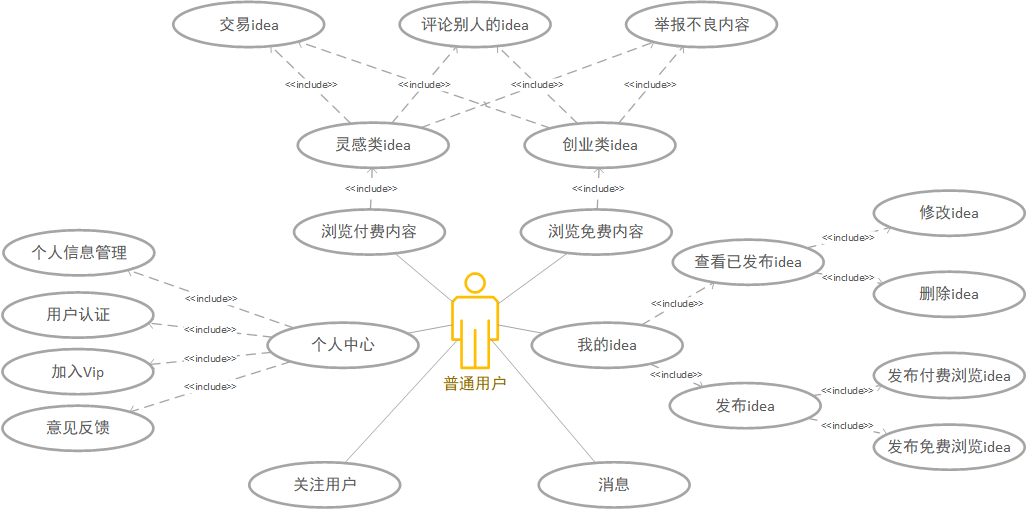 交易idea
评论别人的idea
举报不良内容
<<include>>
<<include>>
<<include>>
<<include>>
灵感类idea
创业类idea
<<include>>
<<include>>
浏览付费内容
浏览免费内容
修改idea
<<include>>
个人信息管理
查看已发布idea
<<include>>
删除idea
<<include>>
<<include>>
用户认证
<<include>>
个人中心
我的idea
<<include>>
加入Vip
<<include>>
<<include>>
发布付费浏览idea
普通用户
<<include>>
发布idea
<<include>>
意见反馈
发布免费浏览idea
关注用户
消息